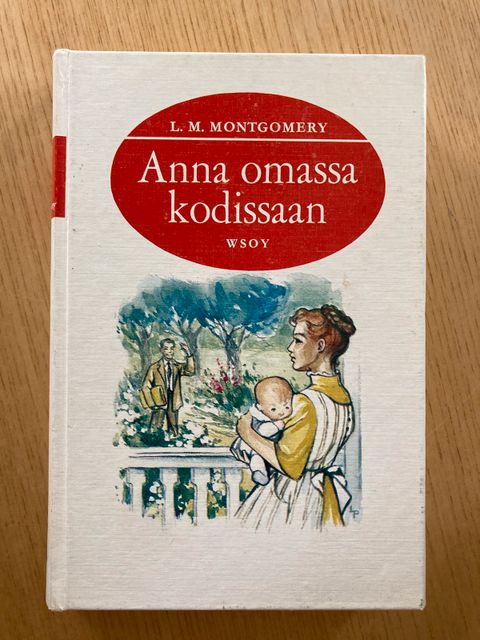 L. M. MONTGOMERY
Anna omassa
kodissaan
WSOY